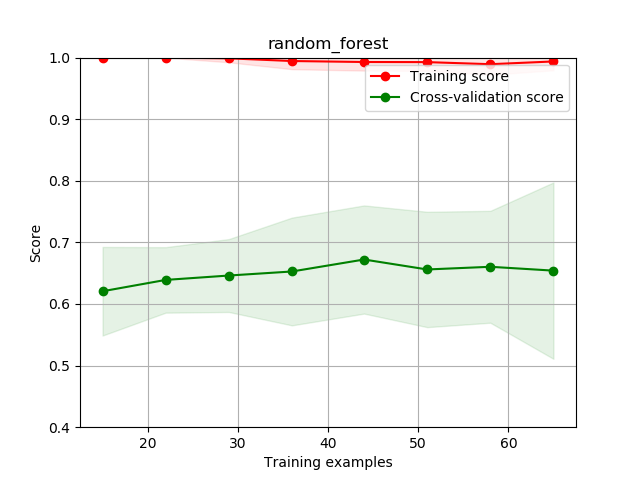 random_forest
1.0
Training score
Cross-validation score
0.9
0.8
0.7
0.6
0.5
0.4
Score
20 30 40 50 60
Training examples